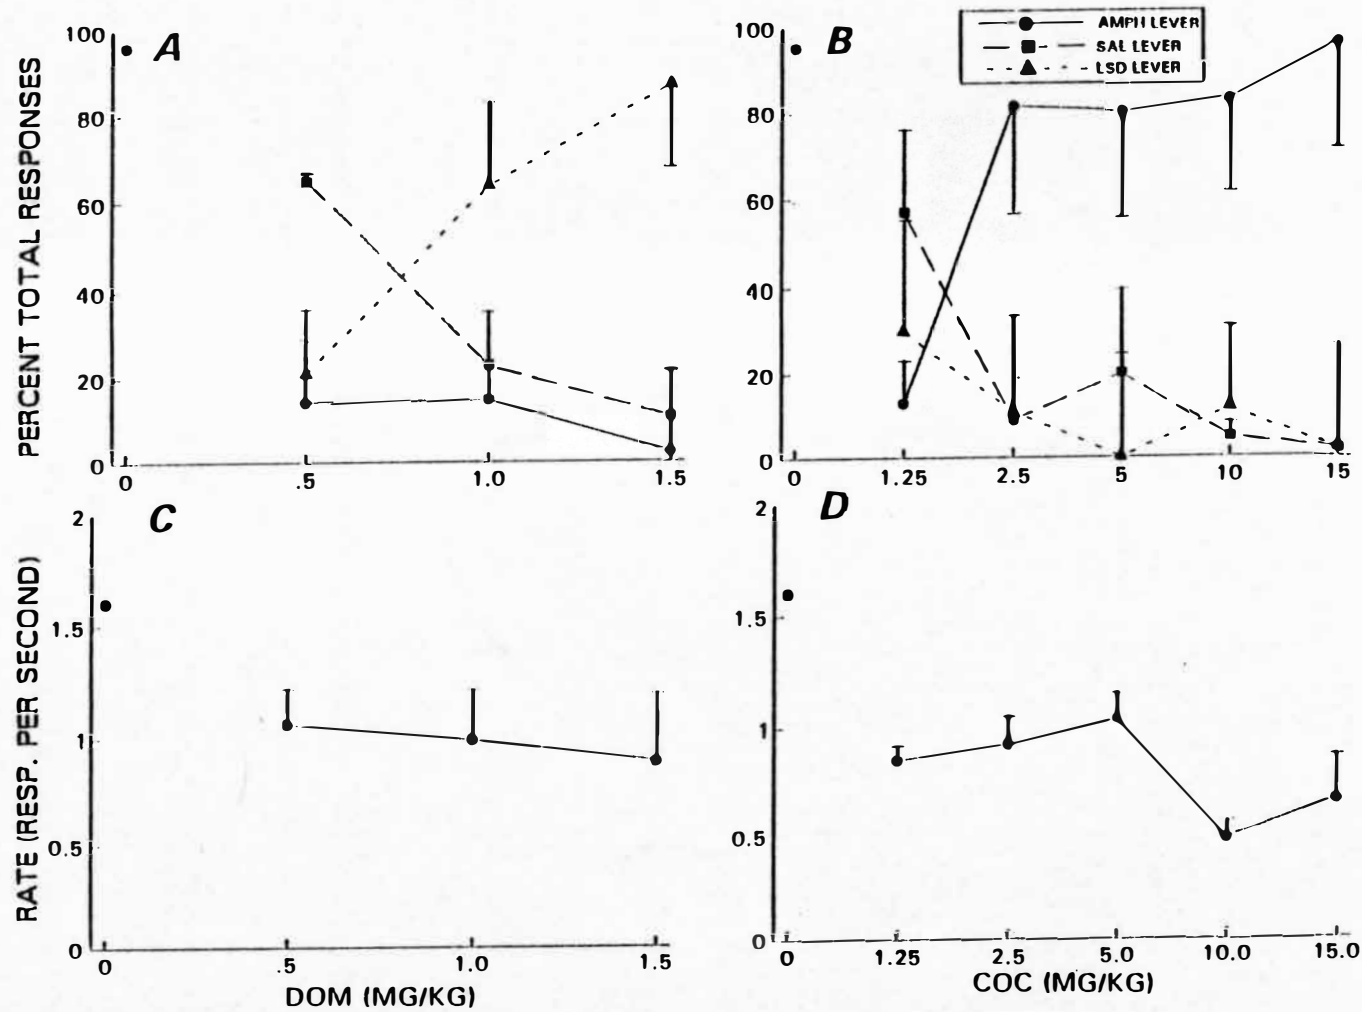 A
100
80
60
40
20
0
PERCENT TOTAL RESPONSES
0 .5 1.0 1.5
B
AMPH LEVER
SAL LEVER
LSD LEVER
100
80
60
40
20
0
0 1.25 2.5 5 10 15
C
2
1.5
1
0.5
0
RATE (RESP. PER SECOND)
0 .5 1.0 1.5
DOM (MG/KG)
D
2
1.5
1
0.5
0
0 1.25 2.5 5.0 10.0 15.0
COC (MG/KG)